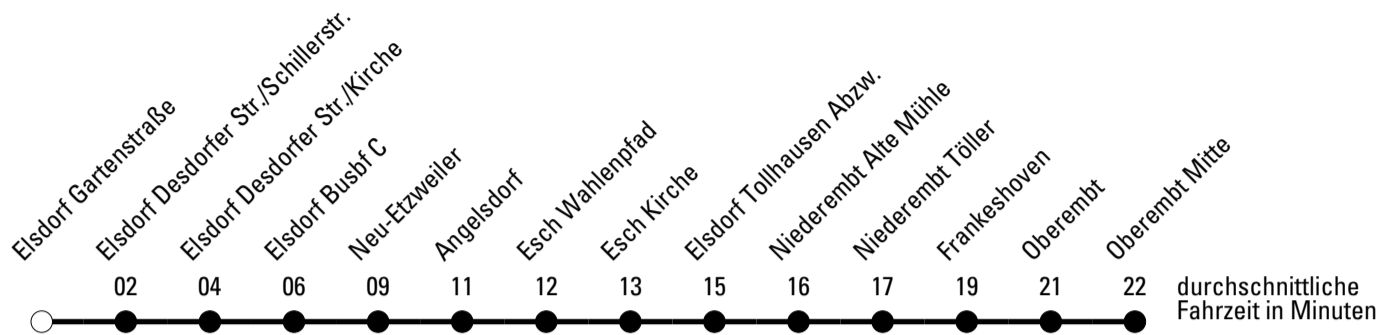 Elsdorf Gartenstraße
Elsdorf Desdorfer Str./Schillerstr.
Elsdorf Desdorfer Str./Kirche
Elsdorf Busbf C
Neu-Etzweiler
Angelsdorf
Esch Wahlenpfad
Esch Kirche
Elsdorf Tollhausen Abzw.
Niederembt Alte Mühle
Niederembt Töller
Frankeshoven
Oberembt
Oberembt Mitte
02 04 06 09 11 12 13 15 16 17 19 21 22
durchschnittliche
Fahrzeit in Minuten